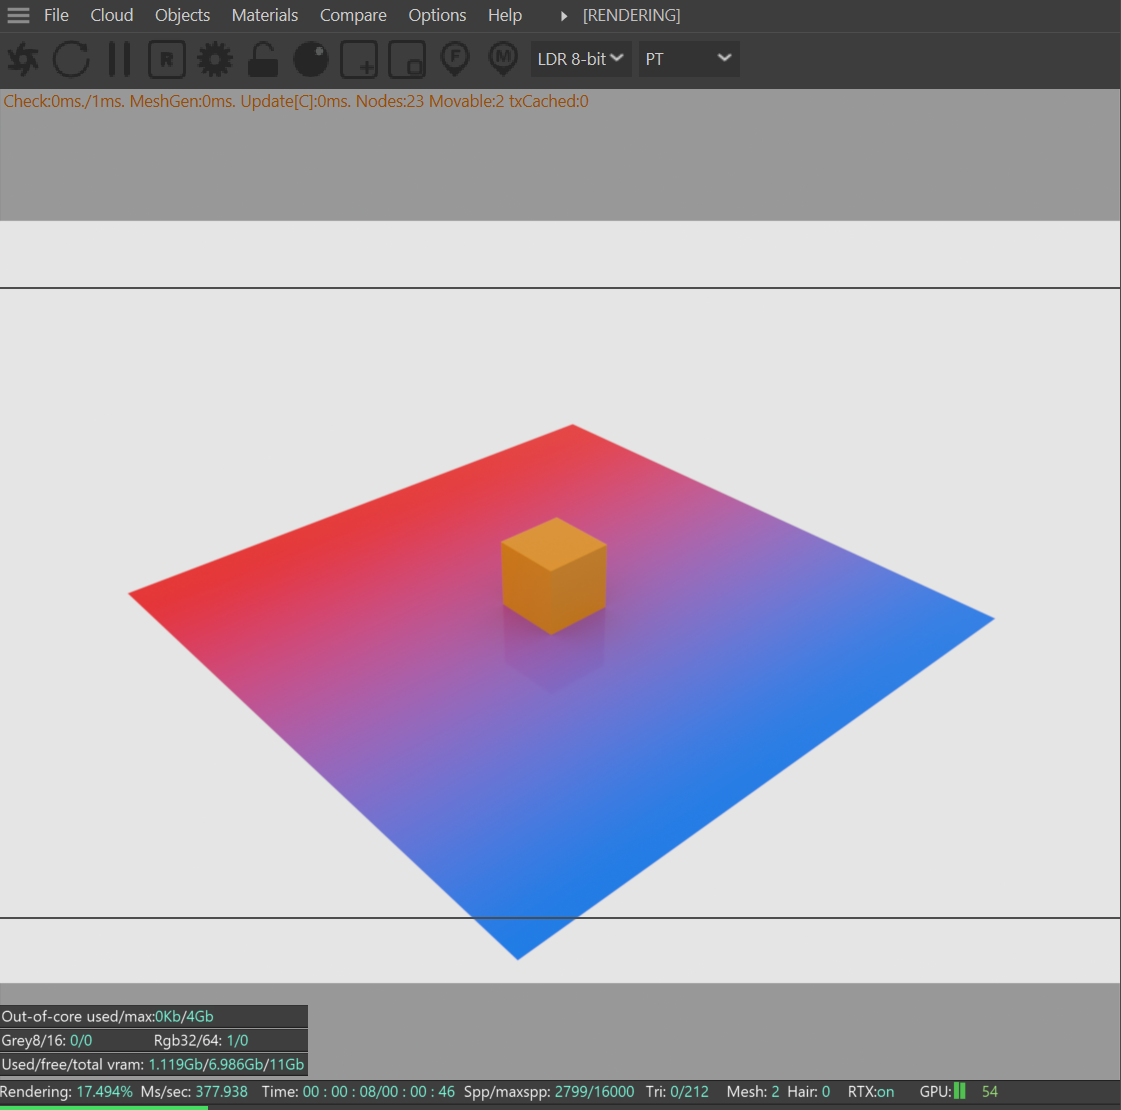 File Cloud Objects Materials Compare Options Help [RENDERING]
R F M LDR 8-bit PT
Check:0ms./1ms. MeshGen:0ms. Update[C]:0ms. Nodes:23 Movable:2 txCached:0
Out-of-core used/max:0Kb/4Gb
Grey8/16: 0/0 Rgb32/64: 1/0
Used/free/total vram: 1.119Gb/6.986Gb/11Gb
Rendering: 17.494% Ms/sec: 377.938 Time: 00 : 00 : 08/00 : 00 : 46 Spp/maxspp: 2799/16000 Tri: 0/212 Mesh: 2 Hair: 0 RTX:on GPU: 54